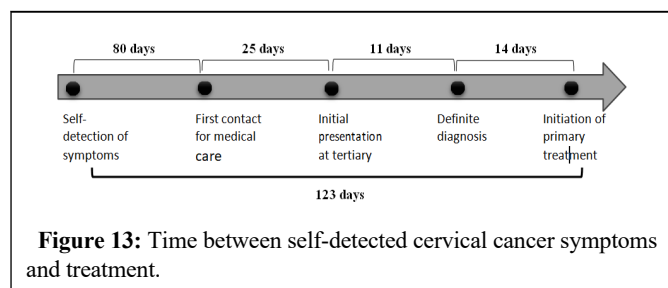 80 days 25 days 11 days 14 days
Self-
detection of
symptoms
First contact
for medical
care
Initial
presentation
at tertiary
Definite
diagnosis
Initiation of
primary
treatment
123 days
Figure 13: Time between self-detected cervical cancer symptoms
and treatment.